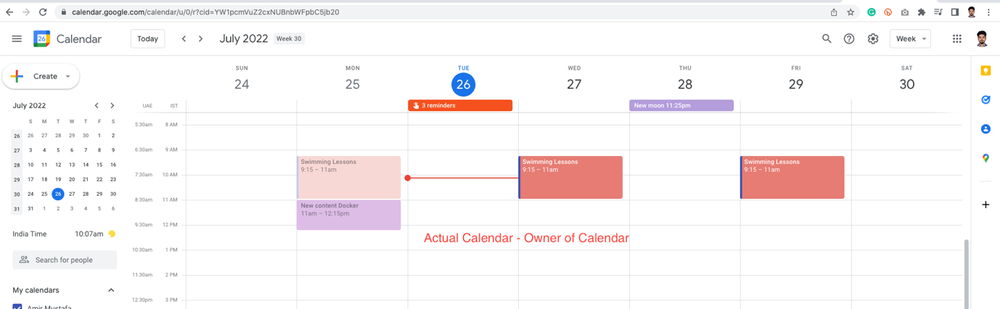 calendar.google.com/calendar/u/0/r?cid=YW1pcmVuZ2cxNUBnbWFpbC5jb20
26 Calendar Today July 2022 Week 30 Week
Create
SUN MON TUE WED THU FRI SAT
24 25 26 27 28 29 30
UAE IST 3 reminders New moon 11:25pm
July 2022
S M T W T F S
26 26 27 28 29 30 1 2
27 3 4 5 6 7 8 9
28 10 11 12 13 14 15 16
29 17 18 19 20 21 22 23
30 24 25 26 27 28 29 30
31 31 1 2 3 4 5 6
India Time 10:07am
Search for people
My calendars
Amir Mustafa
5:30am 8 AM
6:30am 9 AM
7:30am 10 AM
8:30am 11 AM
9:30am 12 PM
10:30am 1 PM
11:30am 2 PM
12:30pm 3 PM
Swimming Lessons
9:15 – 11am
New content Docker
11am – 12:15pm
Swimming Lessons
9:15 – 11am
Swimming Lessons
9:15 – 11am
Actual Calendar - Owner of Calendar